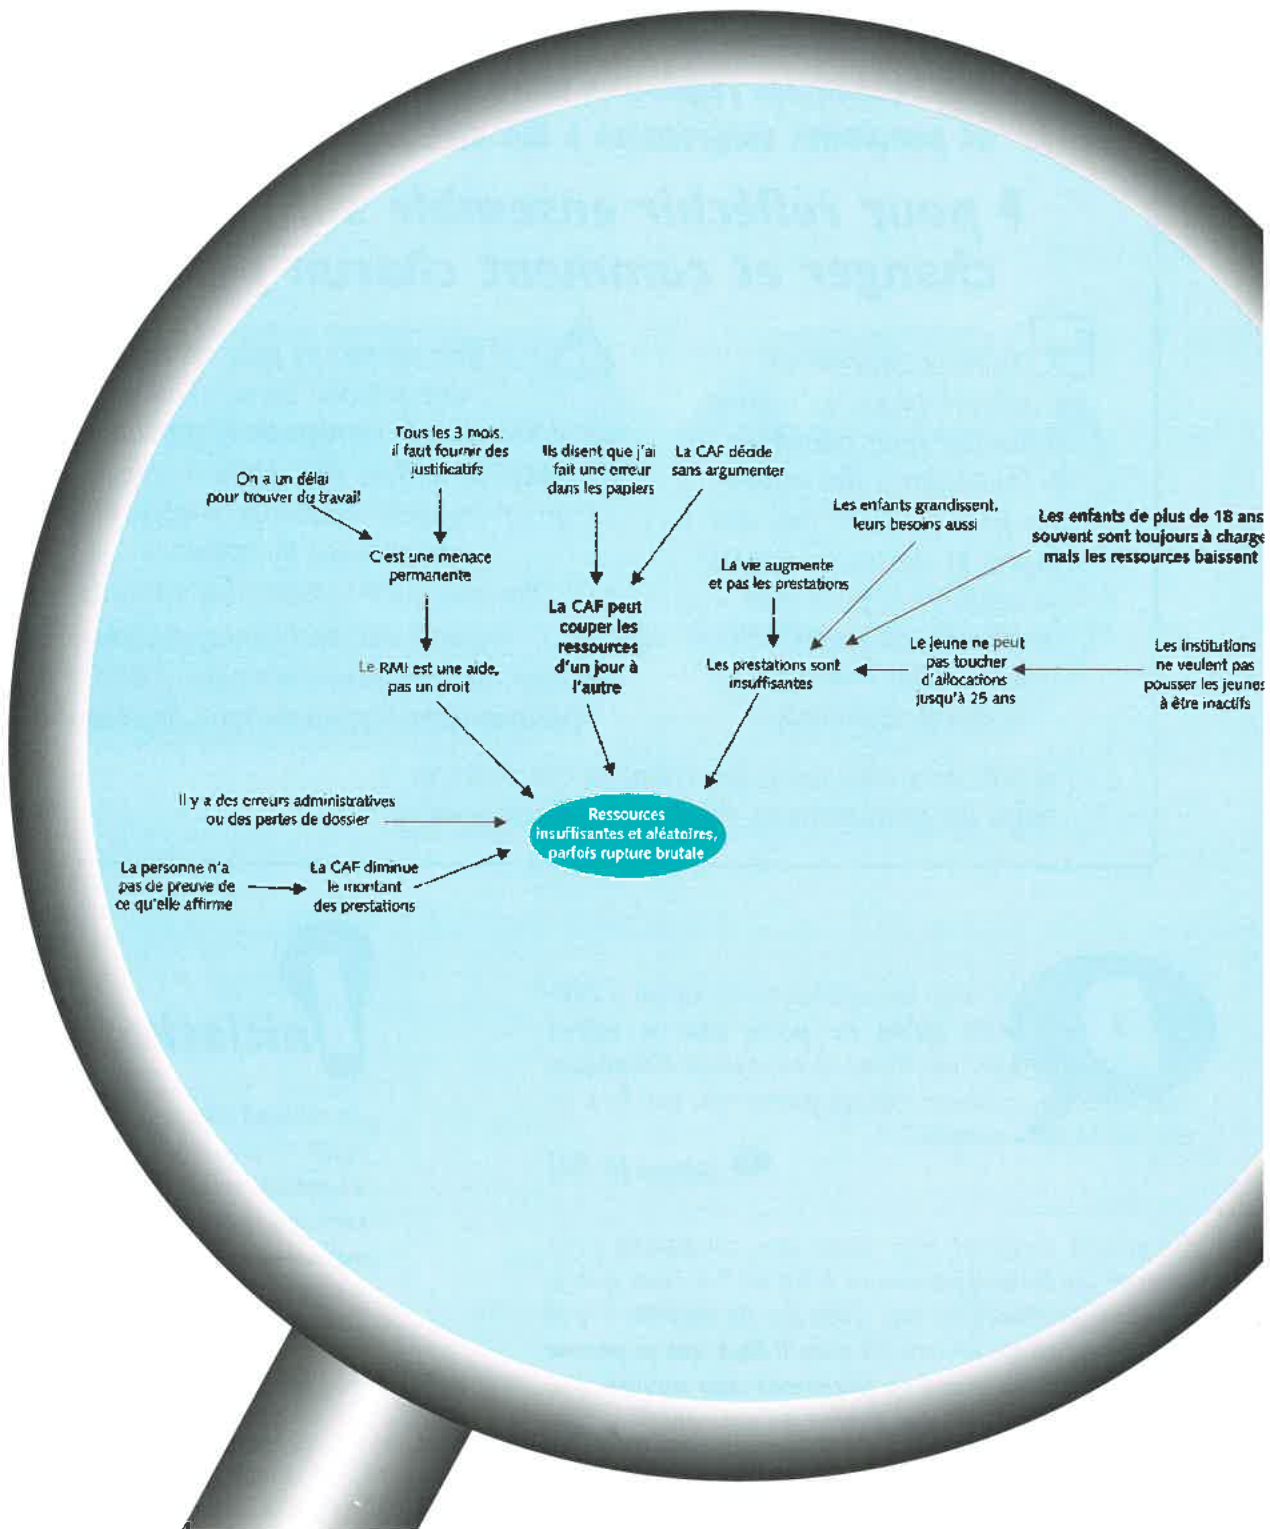 Tous les 3 mois,
il faut fournir des
justificatifs
On a un délai
pour trouver du travail
C'est une menace
permanente
Le RMI est une aide,
pas un droit
Ils disent que j'ai
fait une erreur
dans les papiers
La CAF décide
sans argumenter
La CAF peut
couper les
ressources
d'un jour à
l'autre
Les enfants grandissent,
leurs besoins aussi
Les enfants de plus de 18 ans
souvent sont toujours à charge
mais les ressources baissent
La vie augmente
et pas les prestations
Les prestations sont
insuffisantes
Le jeune ne peut
pas toucher
d'allocations
jusqu'à 25 ans
Les institutions
ne veulent pas
pousser les jeunes
à être inactifs
Il y a des erreurs administratives
ou des pertes de dossier
Ressources
insuffisantes et aléatoires,
parfois rupture brutale
La personne n'a
pas de preuve de
ce qu'elle affirme
La CAF diminue
le montant
des prestations